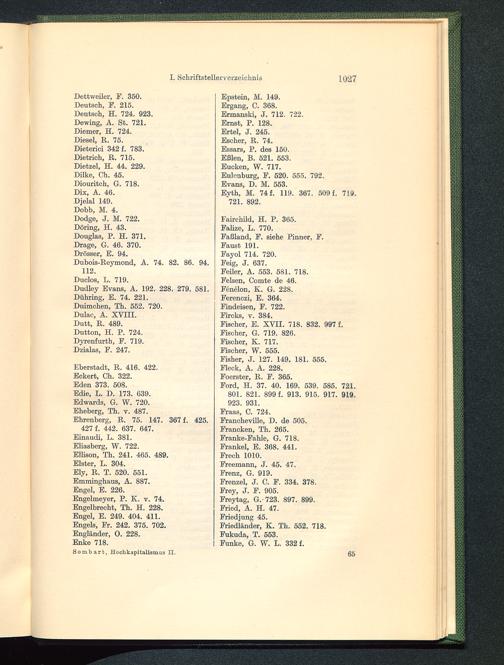 I. Schriftstellerverzeichnis 1027
Dettweiler, F. 350.
Deutsch, F. 215.
Deutsch, H. 724. 923.
Dewing, A. St. 721.
Diemer, H. 724.
Diesel, R. 75.
Dieterici 342 f. 783.
Dietrich, R. 715.
Dietzel, H. 44. 229.
Dilke, Ch. 45.
Diouritch, G. 718.
Dix, A. 46.
Djelal 149.
Dobb, M. 4.
Dodge, J. M. 722.
Döring, H. 43.
Douglas, P. H. 371.
Drage, G. 46. 370.
Drösser, E. 94.
Dubois-Reymond, A. 74. 82. 86. 94.
112.
Duclos, L. 719.
Dudley Evans, A. 192. 228. 279. 581.
Dühring, E. 74. 221.
Duimchen, Th. 552. 720.
Dulac, A. XVIII.
Dutt, R. 489.
Dutton, H. P. 724.
Dyrenfurth, F. 719.
Dzialas, F. 247.
Eberstadt, R. 416. 422.
Eckert, Ch. 322.
Eden 373. 508.
Edie, L. D. 173. 639.
Edwards, G. W. 720.
Eheberg, Th. v. 487.
Ehrenberg, R. 75. 147. 367 f. 425.
427 f. 442. 637. 647.
Einaudi, L. 381.
Eliasberg, W. 722.
Ellison, Th. 241. 465. 489.
Elster, L. 304.
Ely, R. T. 520. 551.
Emminghaus, A. 887.
Engel, E. 226.
Engelmeyer, P. K. v. 74.
Engelbrecht, Th. H. 228.
Engel, E. 249. 404. 411.
Engels, Fr. 242. 375. 702.
Engländer, O. 228.
Enke 718.
Epstein, M. 149.
Ergang, C. 368.
Ermanski, J. 712. 722.
Ernst, P. 128.
Ertel, J. 245.
Escher, R. 74.
Essars, P. des 150.
Eßlen, B. 521. 553.
Eucken, W. 717.
Eulenburg, F. 520. 555. 792.
Evans, D. M. 553.
Eyth, M. 74 f. 119. 367. 509 f. 719.
721. 892.
Fairchild, H. P. 365.
Falize, L. 770.
Faßland, F. siehe Pinner, F.
Faust 191.
Fayol 714. 720.
Feig, J. 637.
Feiler, A. 553. 581. 718.
Felsen, Comte de 46.
Fénélon, K. G. 228.
Ferenczi, E. 364.
Findeisen, F. 722.
Fircks, v. 384.
Fischer, E. XVII. 718. 832. 997 f.
Fischer, G. 719. 826.
Fischer, K. 717.
Fischer, W. 555.
Fisher, J. 127. 149. 181. 555.
Fleck, A. A. 228.
Foerster, R. F. 365.
Ford, H. 37. 40. 169. 539. 585. 721.
801. 821. 899 f. 913. 915. 917. 919.
923. 931.
Fraas, C. 724.
Francheville, D. de 505.
Francken, Th. 265.
Franke-Fahle, G. 718.
Frankel, E. 368. 441.
Frech 1010.
Freemann, J. 45. 47.
Frenz, G. 919.
Frenzel, J. C. F. 334. 378.
Frey, J. F. 905.
Freytag, G. 723. 897. 899.
Fried, A. H. 47.
Friedjung 45.
Friedländer, K. Th. 552. 718.
Fukuda, T. 553.
Funke, G. W. L. 332 f.
Sombart, Hochkapitalismus II. 65